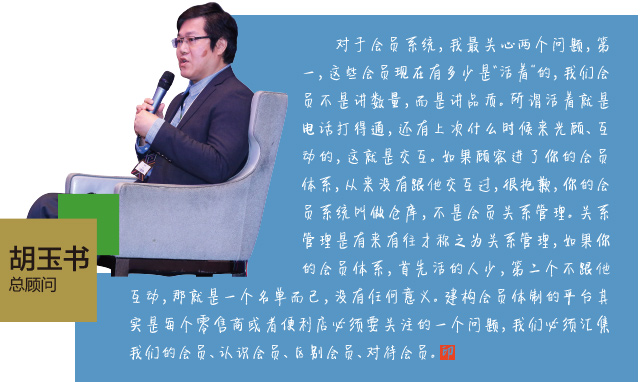 对于会员系统，我最关心两个问题，第
一，这些会员现在有多少是“活着”的，我们会
员不是讲数量，而是讲品质。所谓活着就是
电话打得通，还有上次什么时候来光顾、互
动的，这就是交互。如果顾客进了你的会员
体系，从来没有跟他交互过，很抱歉，你的会
员系统叫做仓库，不是会员关系管理。关系
管理是有来有往才称之为关系管理，如果你
的会员体系，首先活的人少，第二个不跟他
互动，那就是一个名单而已，没有任何意义。建构会员体制的平台其
实是每个零售商或者便利店必须要关注的一个问题，我们必须汇集
我们的会员、认识会员、区别会员、对待会员。
胡玉书
总顾问